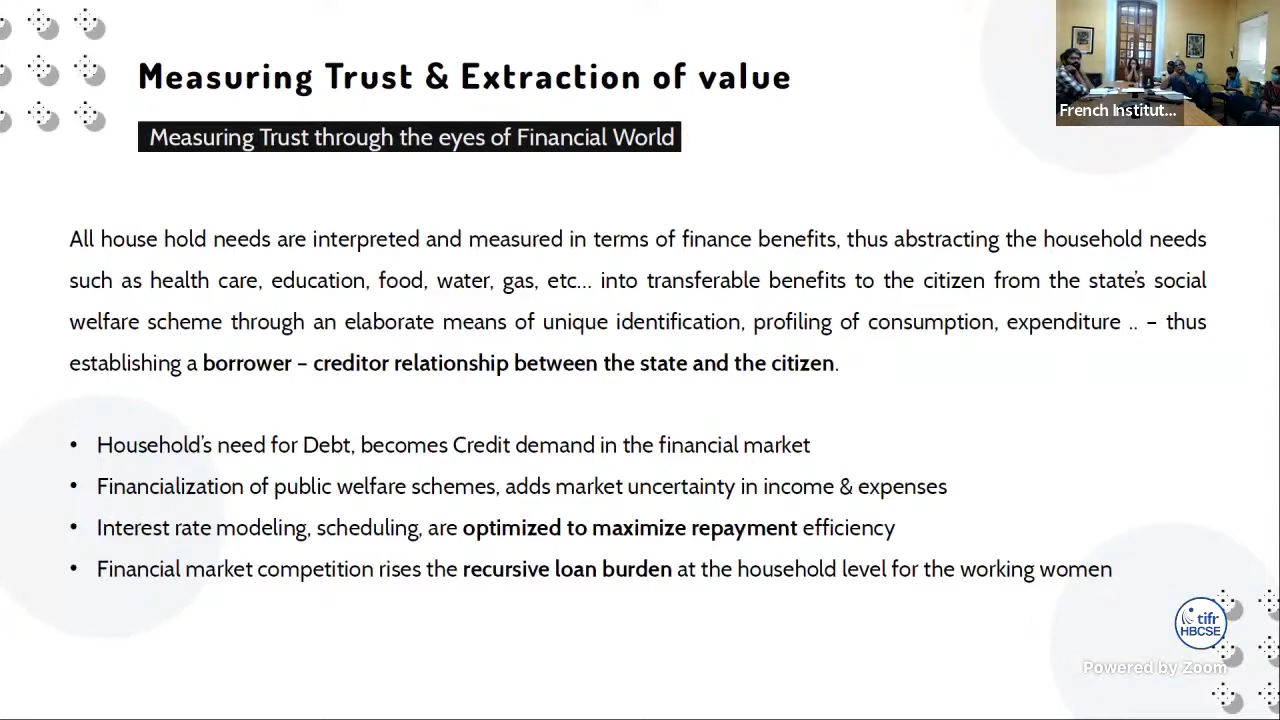 Measuring Trust & Extraction of value
French Institut...
Measuring Trust through the eyes of Financial World
All house hold needs are interpreted and measured in terms of finance benefits, thus abstracting the household needs
such as health care, education, food, water, gas, etc... into transferable benefits to the citizen from the state's social
welfare scheme through an elaborate means of unique identification, profiling of consumption, expenditure .. – thus
establishing a borrower – creditor relationship between the state and the citizen.
• Household's need for Debt, becomes Credit demand in the financial market
• Financialization of public welfare schemes, adds market uncertainty in income & expenses
• Interest rate modeling, scheduling, are optimized to maximize repayment efficiency
• Financial market competition rises the recursive loan burden at the household level for the working women
tifr
HBCSE
Powered by Zoom